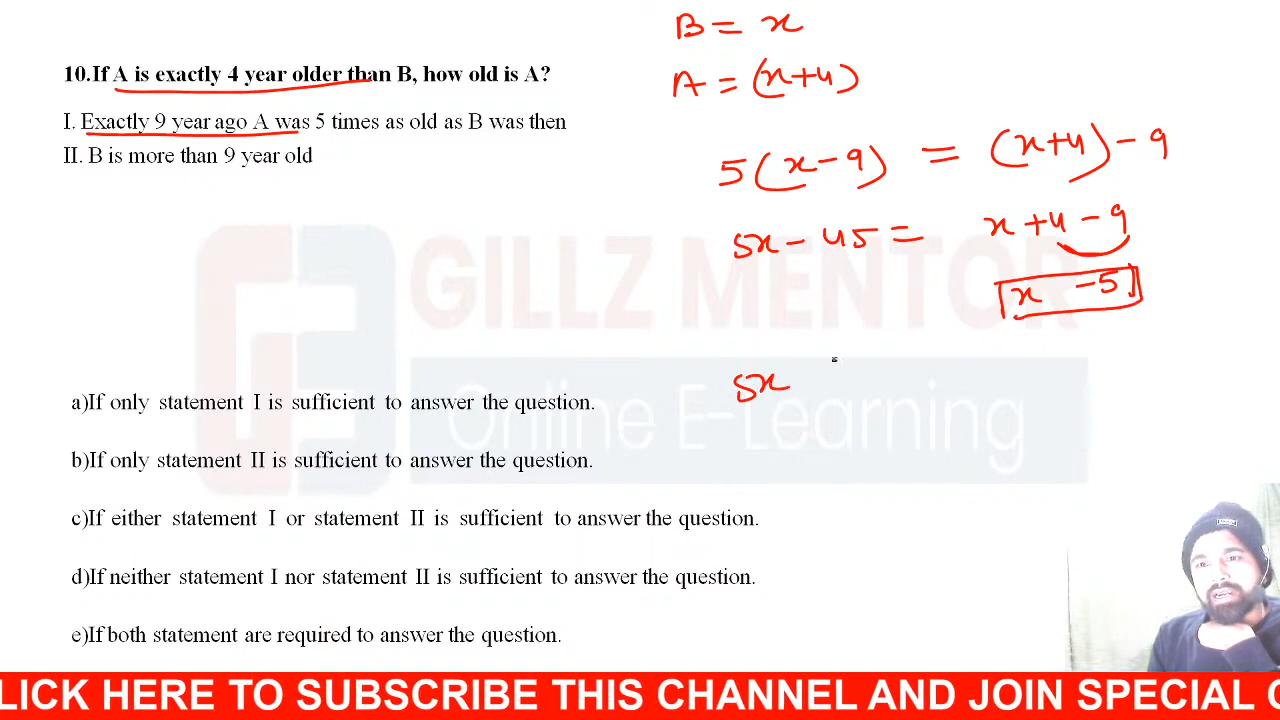 B = x
10.If A is exactly 4 year older than B, how old is A?
A = (x+4)
I. Exactly 9 year ago A was 5 times as old as B was then
II. B is more than 9 year old
5(x-9) = (x+4)-9
5x-45 = x+4-9
x -5
GILLZ MENTOR
5x
a)If only statement I is sufficient to answer the question.
Online E-Learning
b)If only statement II is sufficient to answer the question.
c)If either statement I or statement II is sufficient to answer the question.
d)If neither statement I nor statement II is sufficient to answer the question.
e)If both statement are required to answer the question.
LICK HERE TO SUBSCRIBE THIS CHANNEL AND JOIN SPECIAL